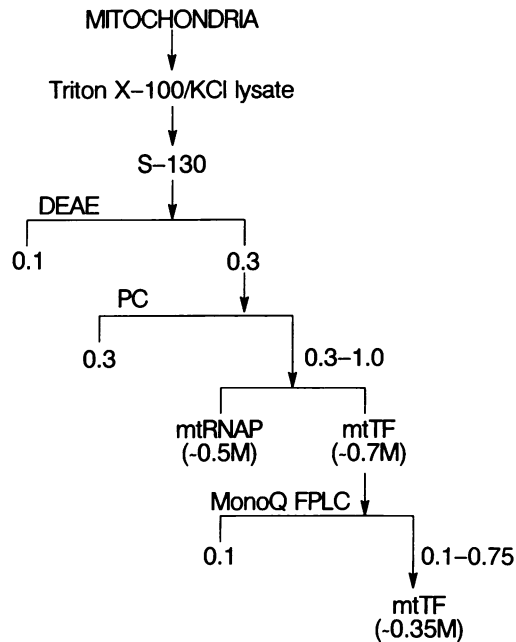 MITOCHONDRIA
Triton X-100/KCl lysate
S-130
DEAE
0.1
0.3
PC
0.3
0.3-1.0
mtRNAP
(~0.5M)
mtTF
(~0.7M)
MonoQ FPLC
0.1
0.1-0.75
mtTF
(~0.35M)